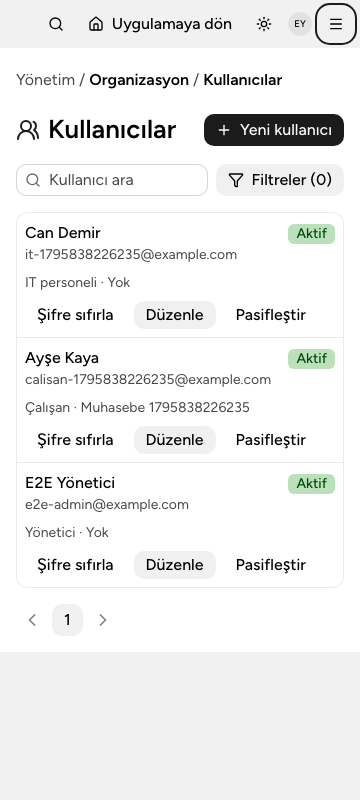 Uygulamaya dön
EY
Yönetim / Organizasyon / Kullanıcılar
Kullanıcılar
Yeni kullanıcı
Kullanıcı ara
Filtreler (0)
Can Demir
Aktif
it-1795838226235@example.com
IT personeli · Yok
Şifre sıfırla Düzenle Pasifleştir
Ayşe Kaya
Aktif
calisan-1795838226235@example.com
Çalışan · Muhasebe 1795838226235
Şifre sıfırla Düzenle Pasifleştir
E2E Yönetici
Aktif
e2e-admin@example.com
Yönetici · Yok
Şifre sıfırla Düzenle Pasifleştir
1